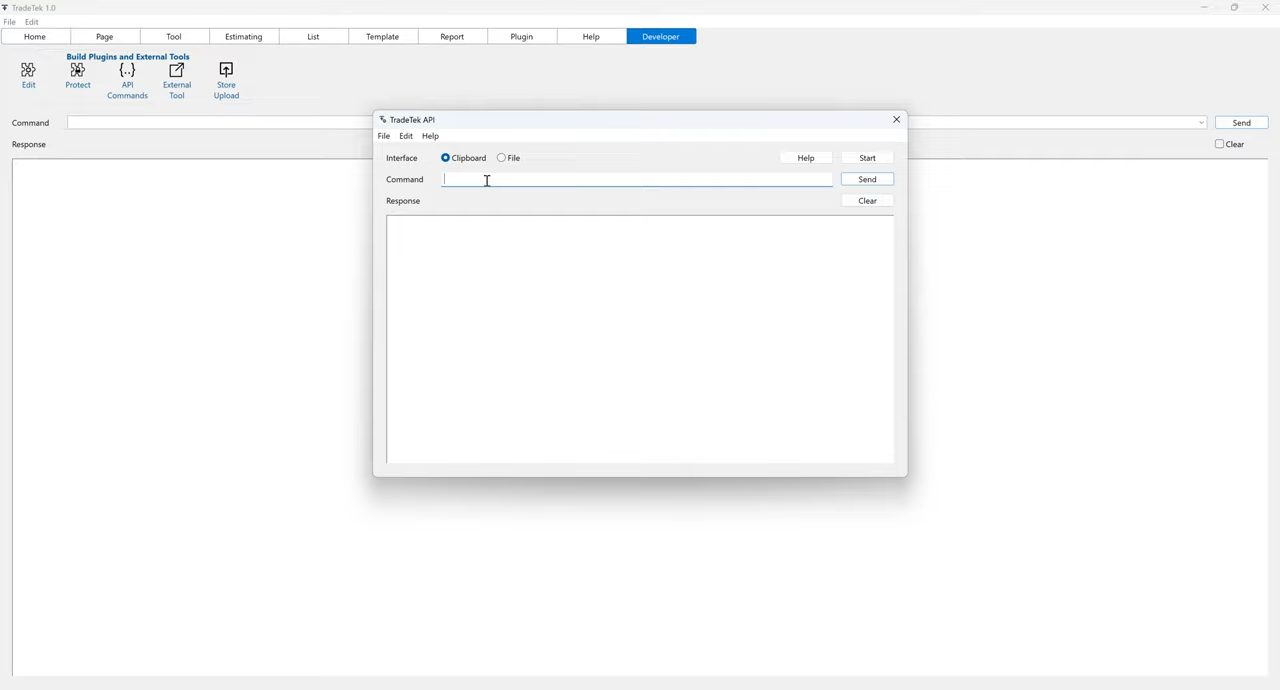 TradeTek 1.0
File Edit
Home Page Tool Estimating List Template Report Plugin Help Developer
Build Plugins and External Tools
Edit Protect API Commands External Tool Store Upload
Command Send
Response Clear
TradeTek API
File Edit Help
Interface Clipboard File Help Start
Command Send
Response Clear